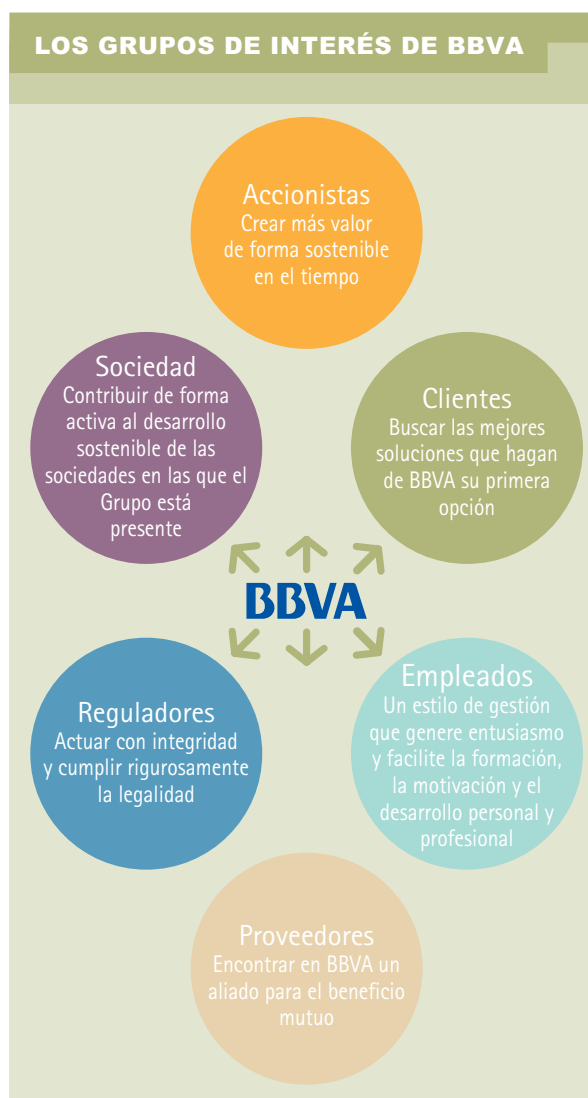 LOS GRUPOS DE INTERÉS DE BBVA
Accionistas
Crear más valor
de forma sostenible
en el tiempo
Sociedad
Contribuir de forma
activa al desarrollo
sostenible de las
sociedades en las que el
Grupo está
presente
Clientes
Buscar las mejores
soluciones que hagan
de BBVA su primera
opción
BBVA
Reguladores
Actuar con integridad
y cumplir rigurosamente
la legalidad
Empleados
Un estilo de gestión
que genere entusiasmo
y facilite la formación,
la motivación y el
desarrollo personal y
profesional
Proveedores
Encontrar en BBVA un
aliado para el beneficio
mutuo